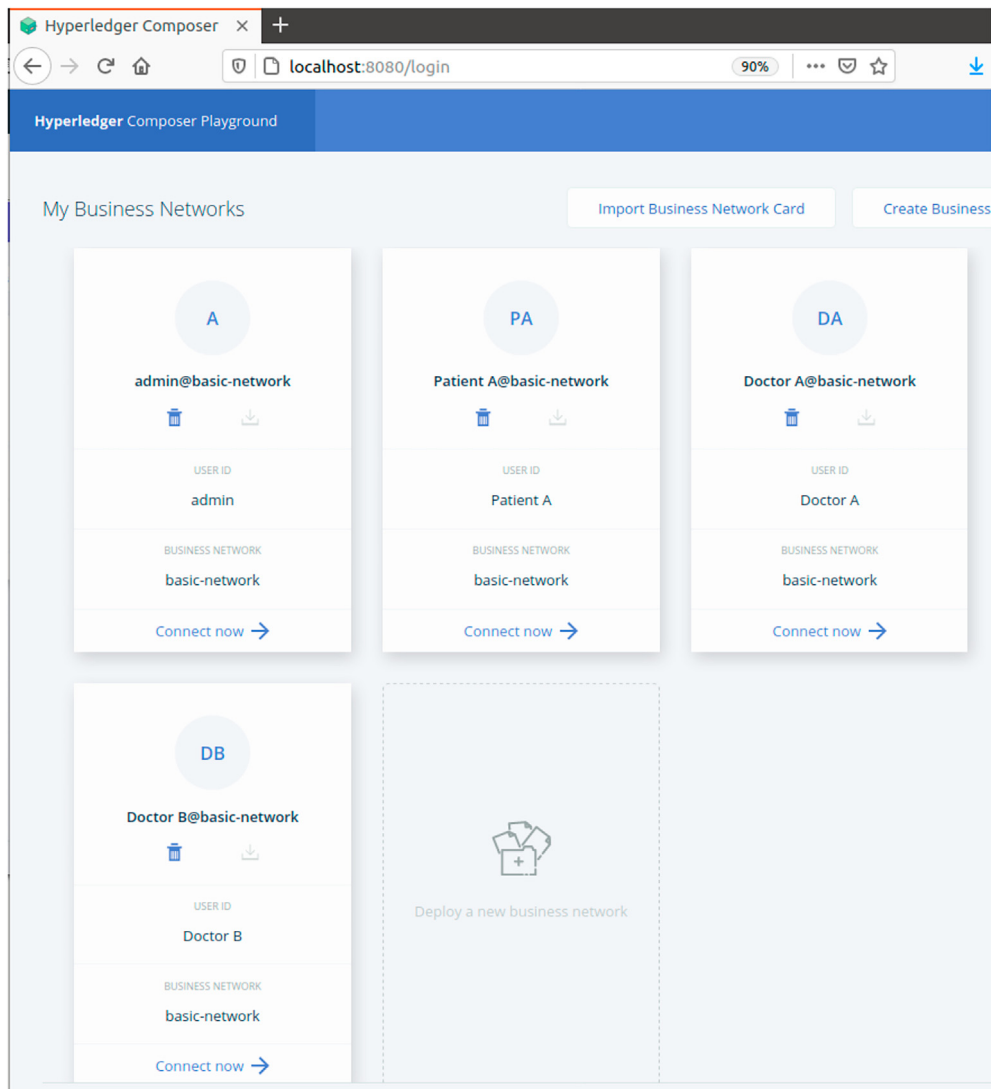 Hyperledger Composer
localhost:8080/login
90%
Hyperledger Composer Playground
My Business Networks
Import Business Network Card
Create Business
A
PA
DA
admin@basic-network
Patient A@basic-network
Doctor A@basic-network
USER ID
USER ID
USER ID
admin
Patient A
Doctor A
BUSINESS NETWORK
BUSINESS NETWORK
BUSINESS NETWORK
basic-network
basic-network
basic-network
Connect now
Connect now
Connect now
DB
Doctor B@basic-network
Deploy a new business network
USER ID
Doctor B
BUSINESS NETWORK
basic-network
Connect now